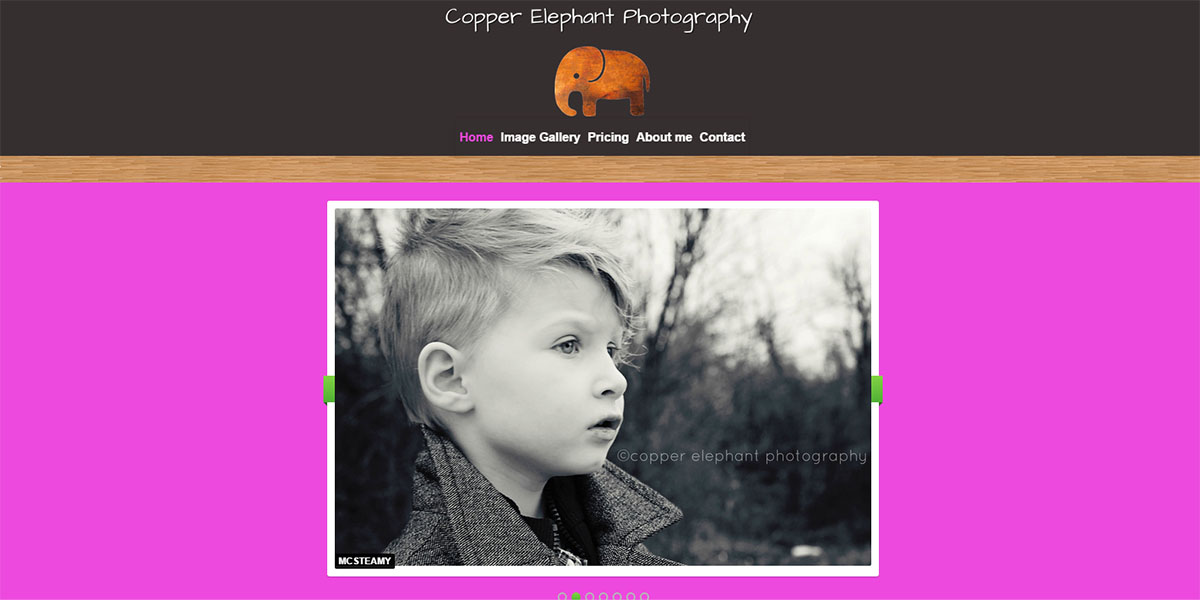 Copper Elephant Photography
Home Image Gallery Pricing About me Contact
©copper elephant photography
MCSTEAMY